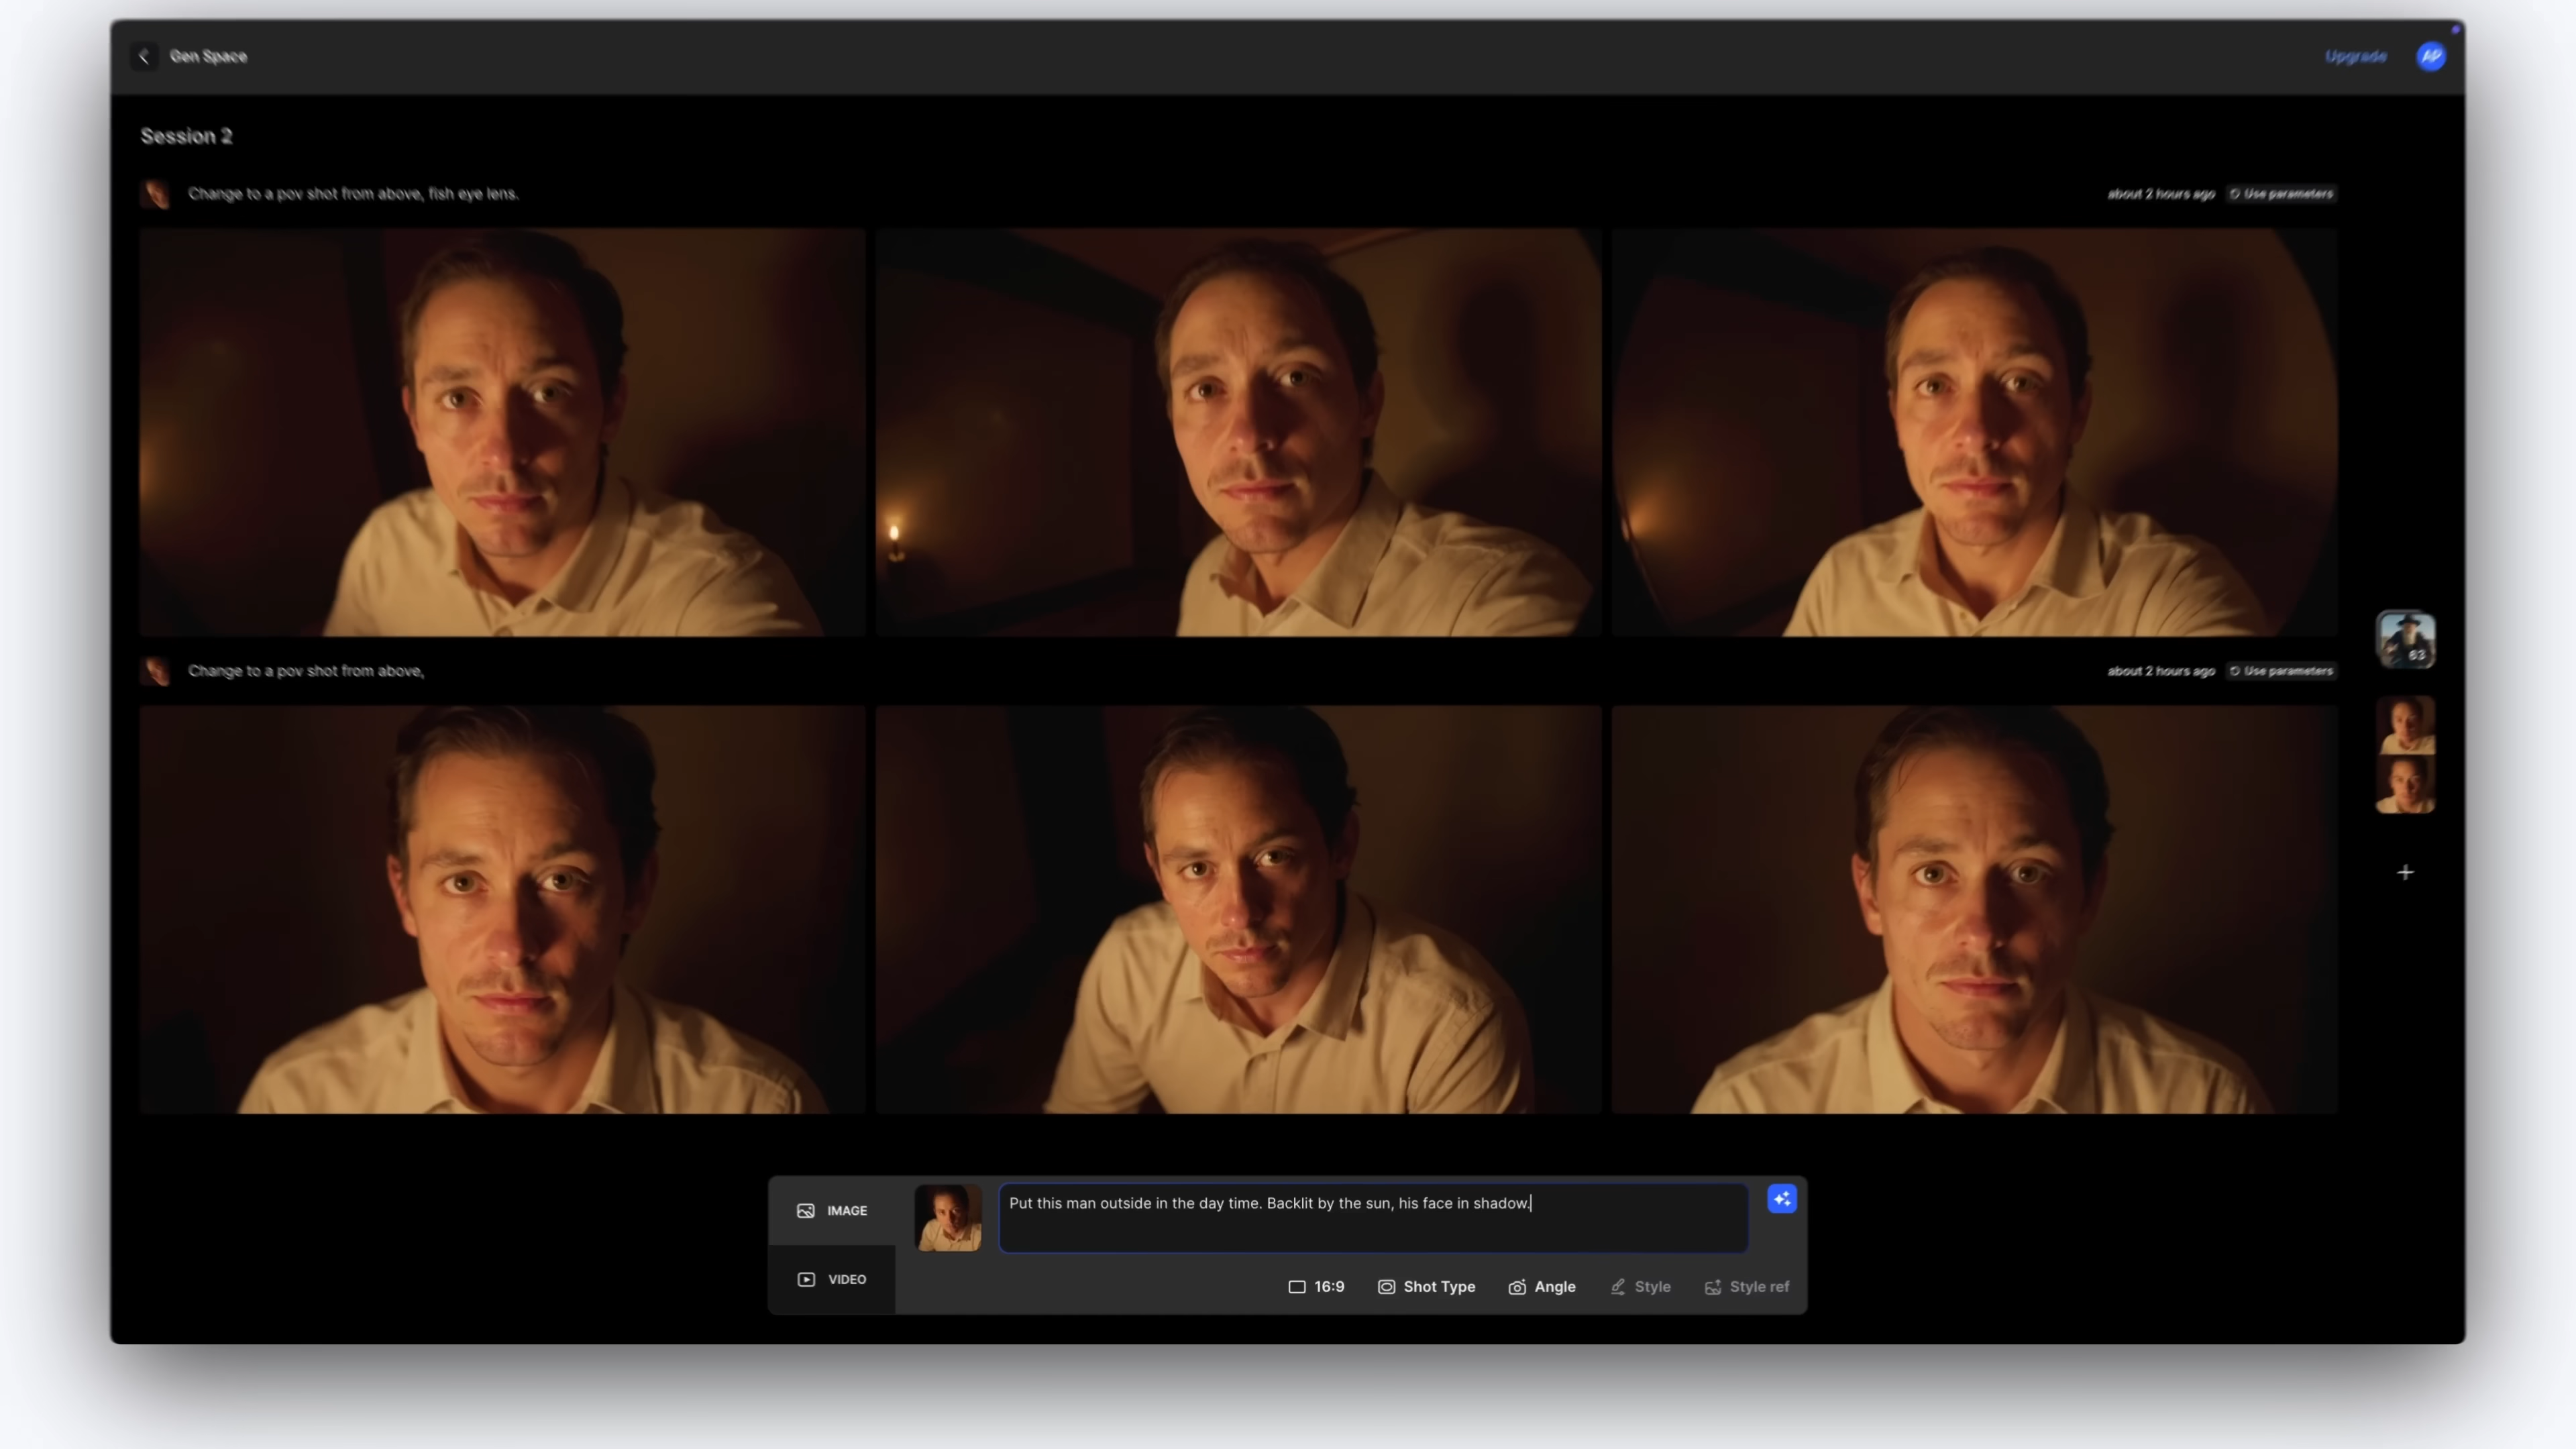 Gen Space
Upgrade
AP
Session 2
Change to a pov shot from above, fish eye lens.
about 2 hours ago
Use parameters
Change to a pov shot from above,
about 2 hours ago
Use parameters
63
IMAGE
Put this man outside in the day time. Backlit by the sun, his face in shadow.
VIDEO
16:9
Shot Type
Angle
Style
Style ref